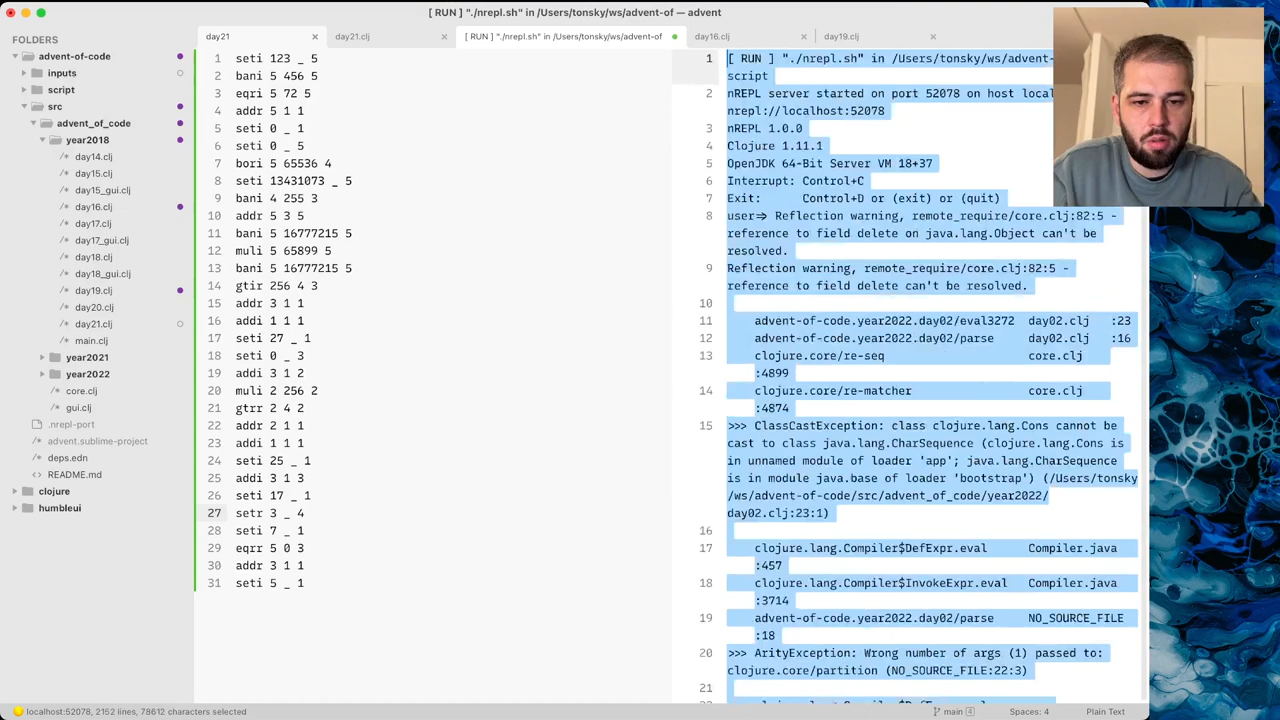 [ RUN ] "./nrepl.sh" in /Users/tonsky/ws/advent-of — advent
FOLDERS
advent-of-code
inputs
script
src
advent_of_code
year2018
day14.clj
day15.clj
day15_gui.clj
day16.clj
day17.clj
day17_gui.clj
day18.clj
day18_gui.clj
day19.clj
day20.clj
day21.clj
main.clj
year2021
year2022
core.clj
gui.clj
.nrepl-port
advent.sublime-project
deps.edn
README.md
clojure
humbleui
day21
day21.clj
[ RUN ] "./nrepl.sh" in /Users/tonsky/ws/advent-of
day16.clj
day19.clj
1 seti 123 _ 5
2 bani 5 456 5
3 eqri 5 72 5
4 addr 5 1 1
5 seti 0 _ 1
6 seti 0 _ 5
7 bori 5 65536 4
8 seti 13431073 _ 5
9 bani 4 255 3
10 addr 5 3 5
11 bani 5 16777215 5
12 muli 5 65899 5
13 bani 5 16777215 5
14 gtir 256 4 3
15 addr 3 1 1
16 addi 1 1 1
17 seti 27 _ 1
18 seti 0 _ 3
19 addi 3 1 2
20 muli 2 256 2
21 gtrr 2 4 2
22 addr 2 1 1
23 addi 1 1 1
24 seti 25 _ 1
25 addi 3 1 3
26 seti 17 _ 1
27 setr 3 _ 4
28 seti 7 _ 1
29 eqrr 5 0 3
30 addr 3 1 1
31 seti 5 _ 1
1 [ RUN ] "./nrepl.sh" in /Users/tonsky/ws/advent-
script
2 nREPL server started on port 52078 on host local
nrepl://localhost:52078
3 nREPL 1.0.0
4 Clojure 1.11.1
5 OpenJDK 64-Bit Server VM 18+37
6 Interrupt: Control+C
7 Exit: Control+D or (exit) or (quit)
8 user=> Reflection warning, remote_require/core.clj:82:5 -
reference to field delete on java.lang.Object can't be
resolved.
9 Reflection warning, remote_require/core.clj:82:5 -
reference to field delete can't be resolved.
10
11 advent-of-code.year2022.day02/eval3272 day02.clj :23
12 advent-of-code.year2022.day02/parse day02.clj :16
13 clojure.core/re-seq core.clj
:4899
14 clojure.core/re-matcher core.clj
:4874
15 >>> ClassCastException: class clojure.lang.Cons cannot be
cast to class java.lang.CharSequence (clojure.lang.Cons is
in unnamed module of loader 'app'; java.lang.CharSequence
is in module java.base of loader 'bootstrap') (/Users/tonsky
/ws/advent-of-code/src/advent_of_code/year2022/
day02.clj:23:1)
16
17 clojure.lang.Compiler$DefExpr.eval Compiler.java
:457
18 clojure.lang.Compiler$InvokeExpr.eval Compiler.java
:3714
19 advent-of-code.year2022.day02/parse NO_SOURCE_FILE
:18
20 >>> ArityException: Wrong number of args (1) passed to:
clojure.core/partition (NO_SOURCE_FILE:22:3)
21
localhost:52078, 2152 lines, 78612 characters selected
main 4
Spaces: 4
Plain Text